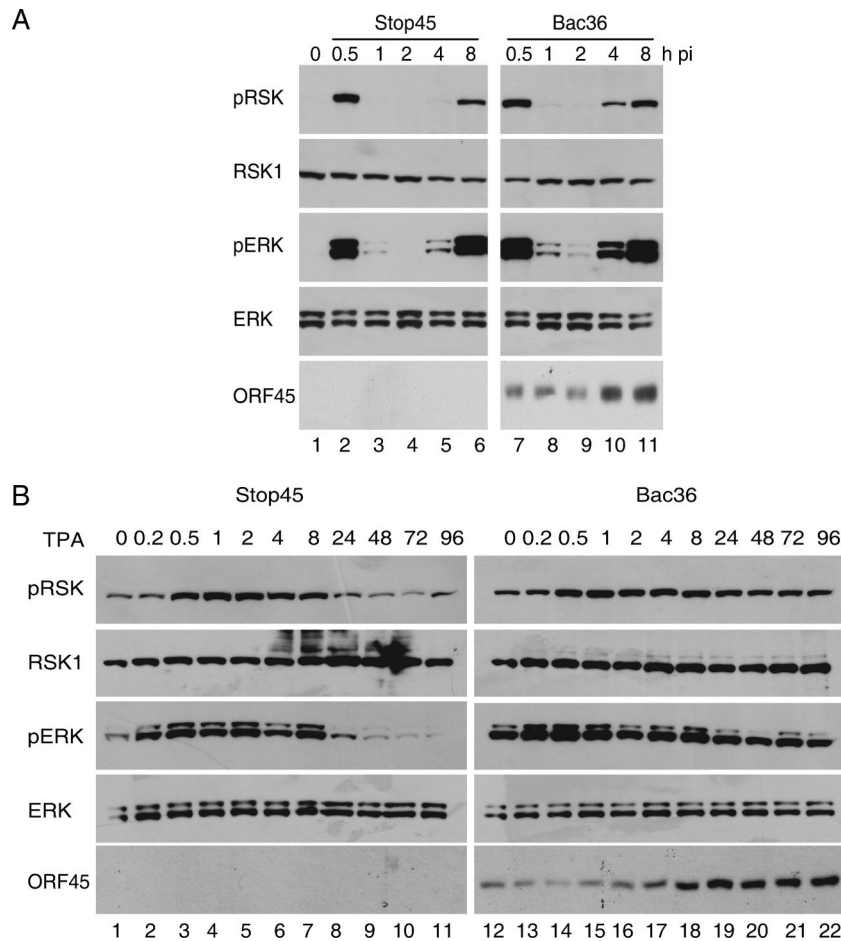 A
Stop45 Bac36
0 0.5 1 2 4 8 0.5 1 2 4 8 h pi
pRSK
RSK1
pERK
ERK
ORF45
1 2 3 4 5 6 7 8 9 10 11
B
Stop45 Bac36
TPA 0 0.2 0.5 1 2 4 8 24 48 72 96 0 0.2 0.5 1 2 4 8 24 48 72 96
pRSK
RSK1
pERK
ERK
ORF45
1 2 3 4 5 6 7 8 9 10 11 12 13 14 15 16 17 18 19 20 21 22